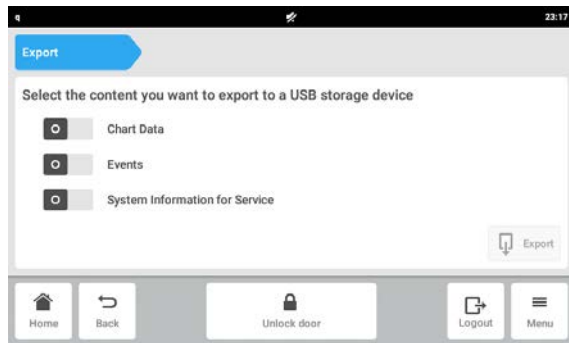 q 23:17
Export
Select the content you want to export to a USB storage device
Chart Data
Events
System Information for Service
Export
Home Back Unlock door Logout Menu